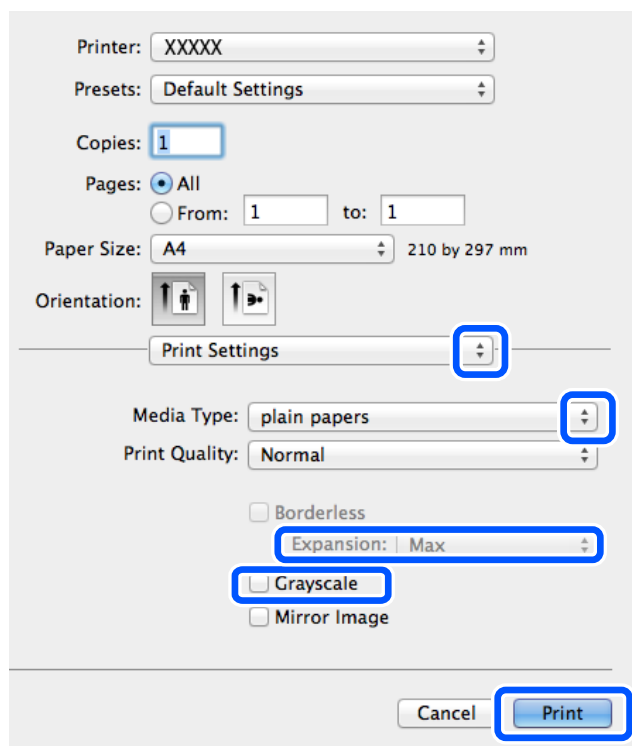 Printer: XXXXX
Presets: Default Settings
Copies: 1
Pages: All
From: 1 to: 1
Paper Size: A4 210 by 297 mm
Orientation:
Print Settings
Media Type: plain papers
Print Quality: Normal
Borderless
Expansion: Max
Grayscale
Mirror Image
Cancel Print